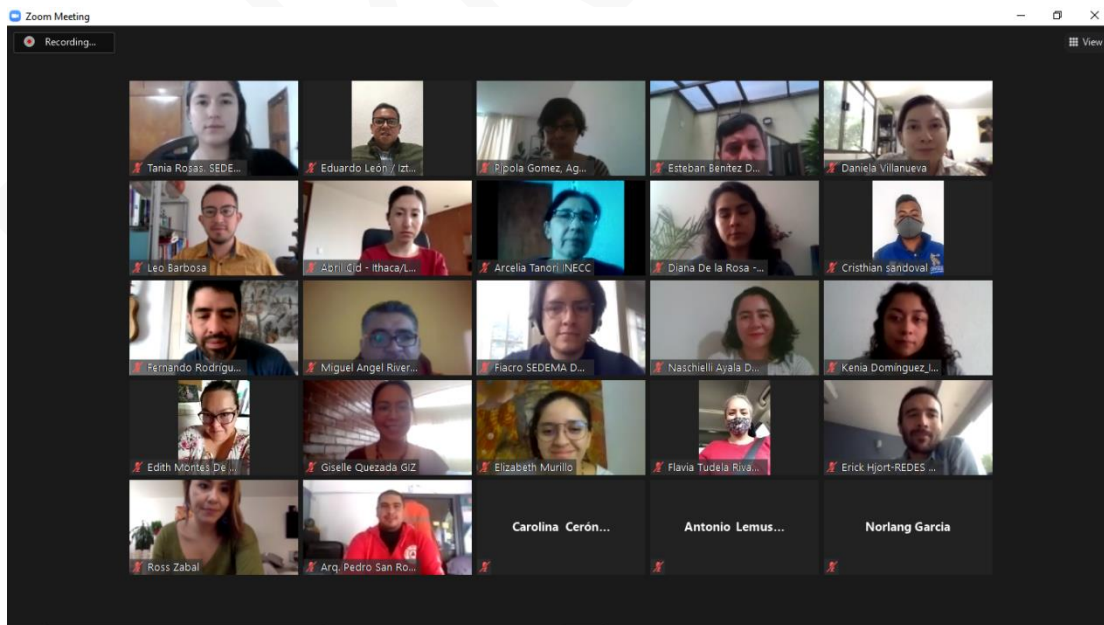 Zoom Meeting
Recording...
View
Tania Rosas. SEDE...
Eduardo León / Izt...
Pipola Gomez, Ag...
Esteban Benítez D...
Daniela Villanueva
Leo Barbosa
Abril Cid - Ithaca/L...
Arcelia Tanori INECC
Diana De la Rosa -...
Cristhian sandoval
Fernando Rodrígu...
Miguel Angel River...
Fiacro SEDEMA D...
Naschielli Ayala D...
Kenia Domínguez_I...
Edith Montes De ...
Giselle Quezada GIZ
Elizabeth Murillo
Flavia Tudela Riva...
Erick Hjort-REDES ...
Ross Zabal
Arq. Pedro San Ro...
Carolina Cerón...
Antonio Lemus...
Norlang Garcia